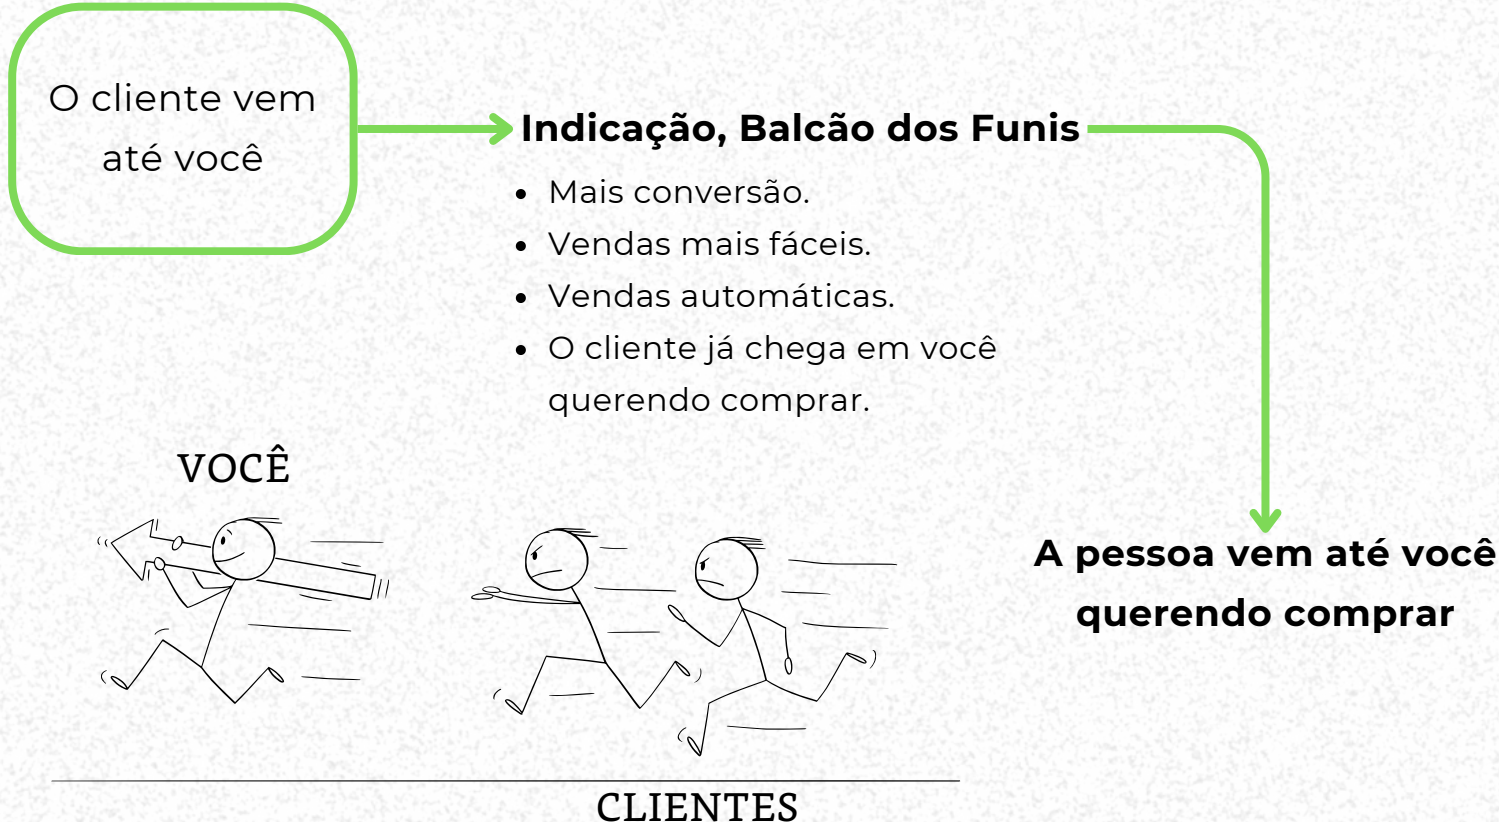 O cliente vem
até você
Indicação, Balcão dos Funis
• Mais conversão.
• Vendas mais fáceis.
• Vendas automáticas.
• O cliente já chega em você
querendo comprar.
VOCÊ
A pessoa vem até você
querendo comprar
CLIENTES